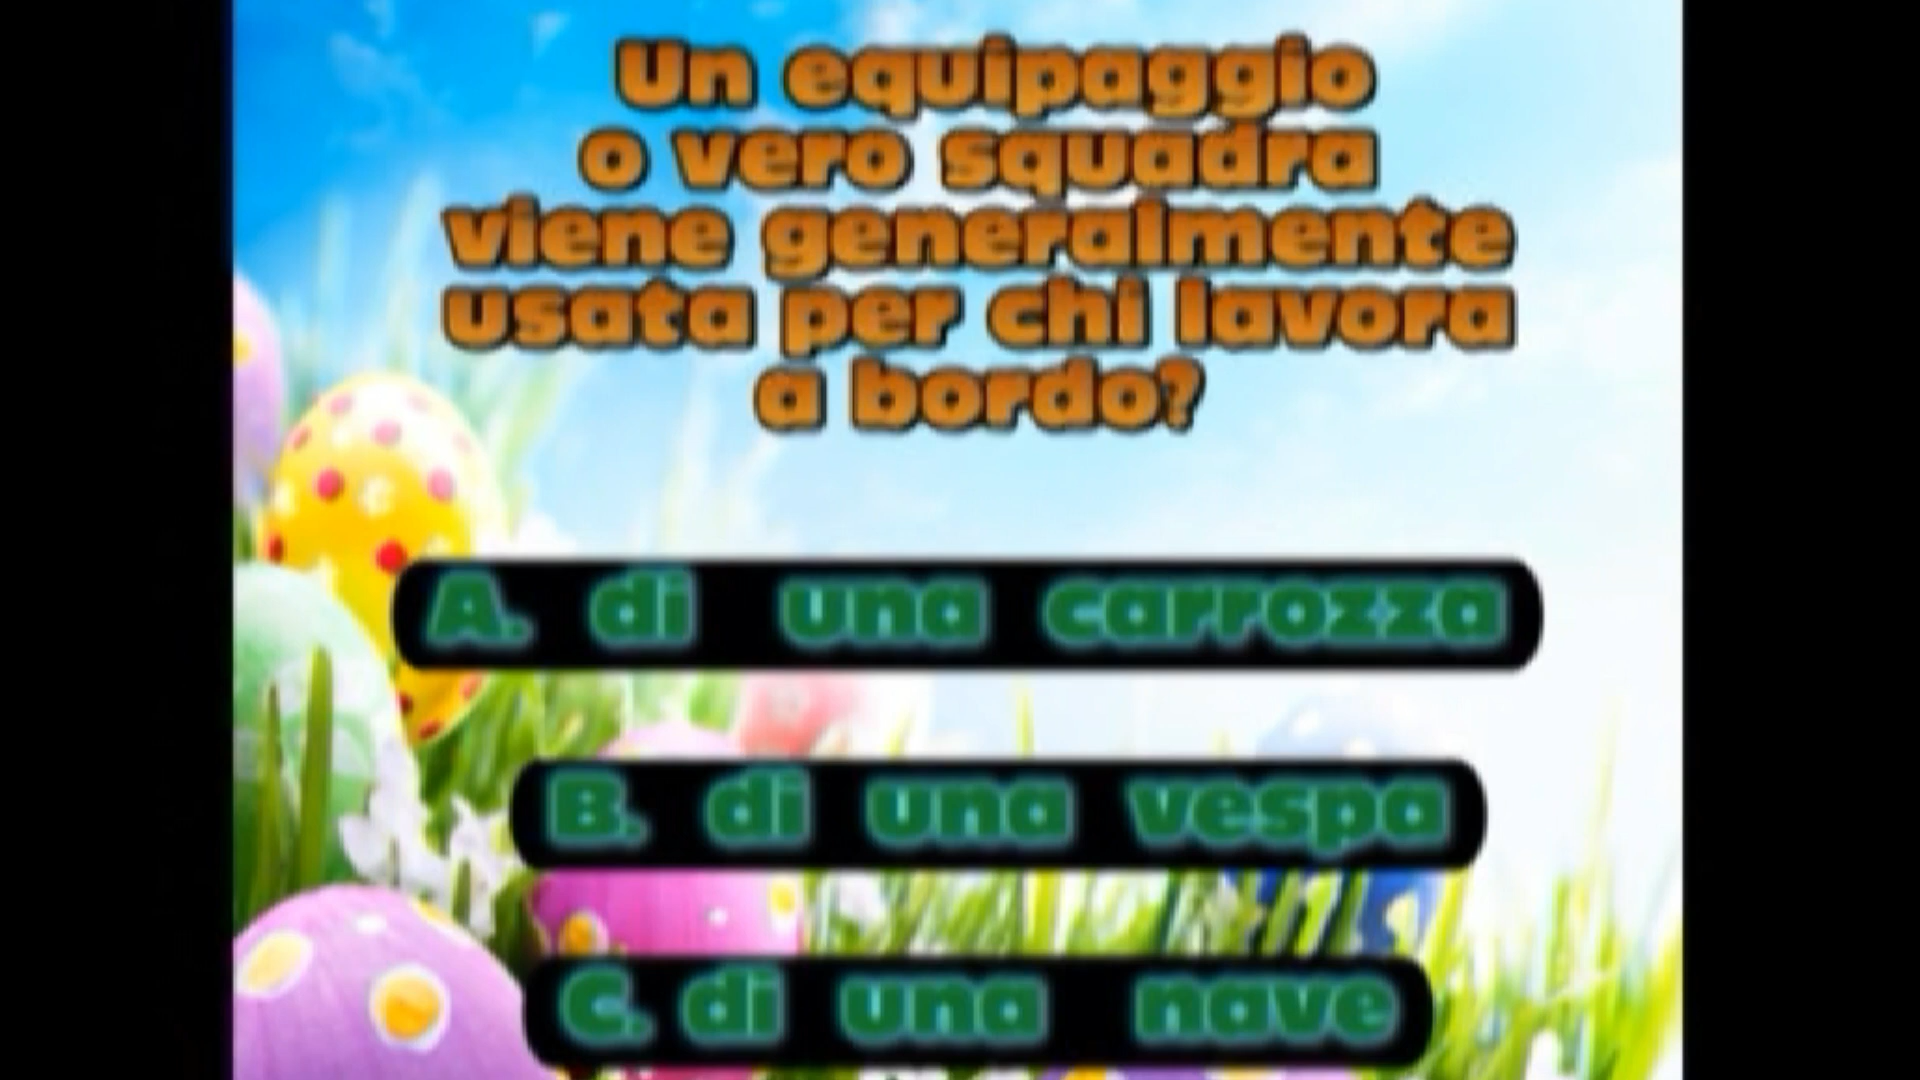 Un equipaggio
o vero squadra
viene generalmente
usata per chi lavora
a bordo?
A. di una carrozza
B. di una vespa
C. di una nave